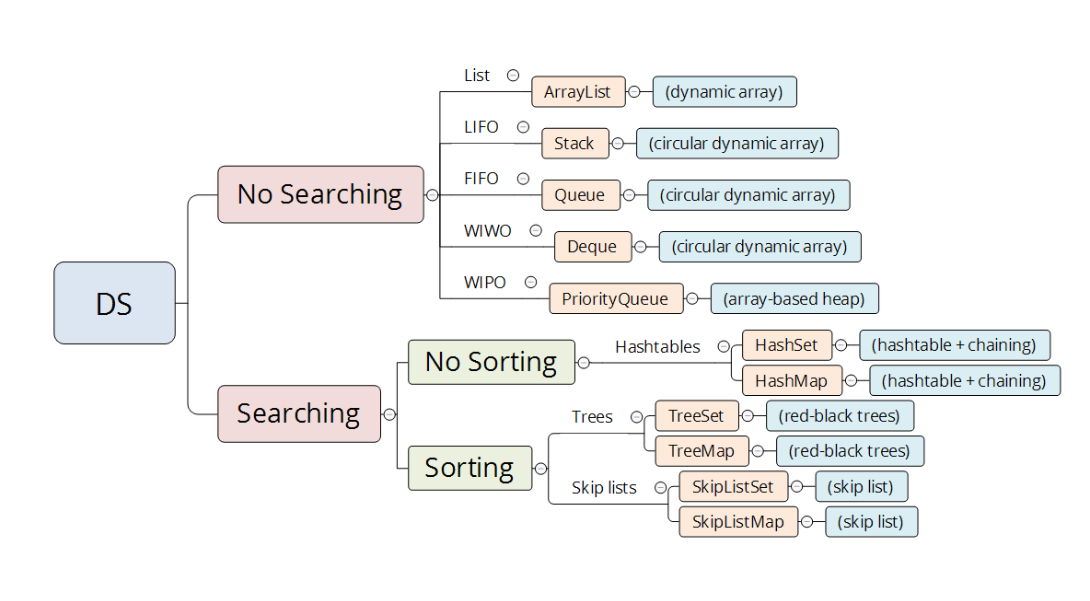 DS
No Searching
List
ArrayList
(dynamic array)
LIFO
Stack
(circular dynamic array)
FIFO
Queue
(circular dynamic array)
WIWO
Deque
(circular dynamic array)
WIPO
PriorityQueue
(array-based heap)
Searching
No Sorting
Hashtables
HashSet
(hashtable + chaining)
HashMap
(hashtable + chaining)
Sorting
Trees
TreeSet
(red-black trees)
TreeMap
(red-black trees)
Skip lists
SkipListSet
(skip list)
SkipListMap
(skip list)